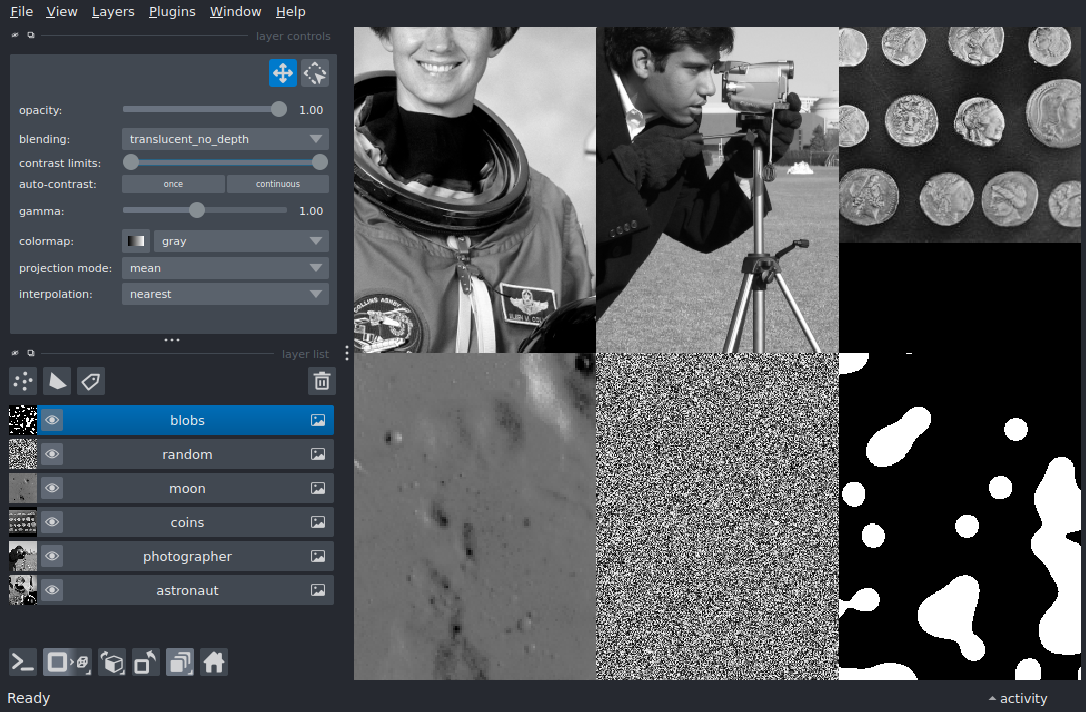 File View Layers Plugins Window Help
layer controls
opacity: 1.00
blending: translucent_no_depth
contrast limits:
auto-contrast: once continuous
gamma: 1.00
colormap: gray
projection mode: mean
interpolation: nearest
layer list
blobs
random
moon
coins
photographer
astronaut
Ready
activity